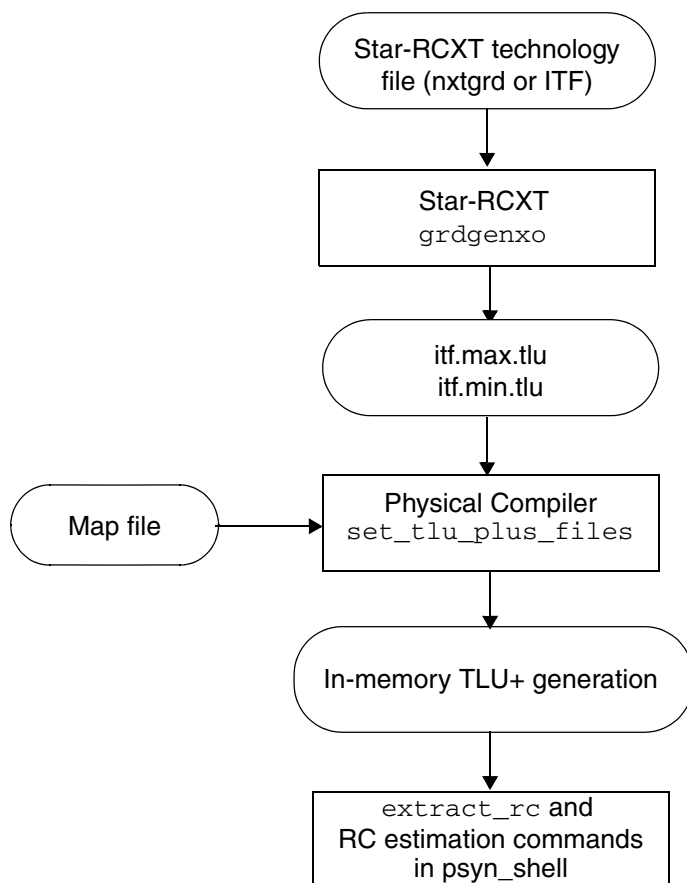 Star-RCXT technology
file (nxtgrd or ITF)
Star-RCXT
grdgenxo
itf.max.tlu
itf.min.tlu
Map file
Physical Compiler
set_tlu_plus_files
In-memory TLU+ generation
extract_rc and
RC estimation commands
in psyn_shell